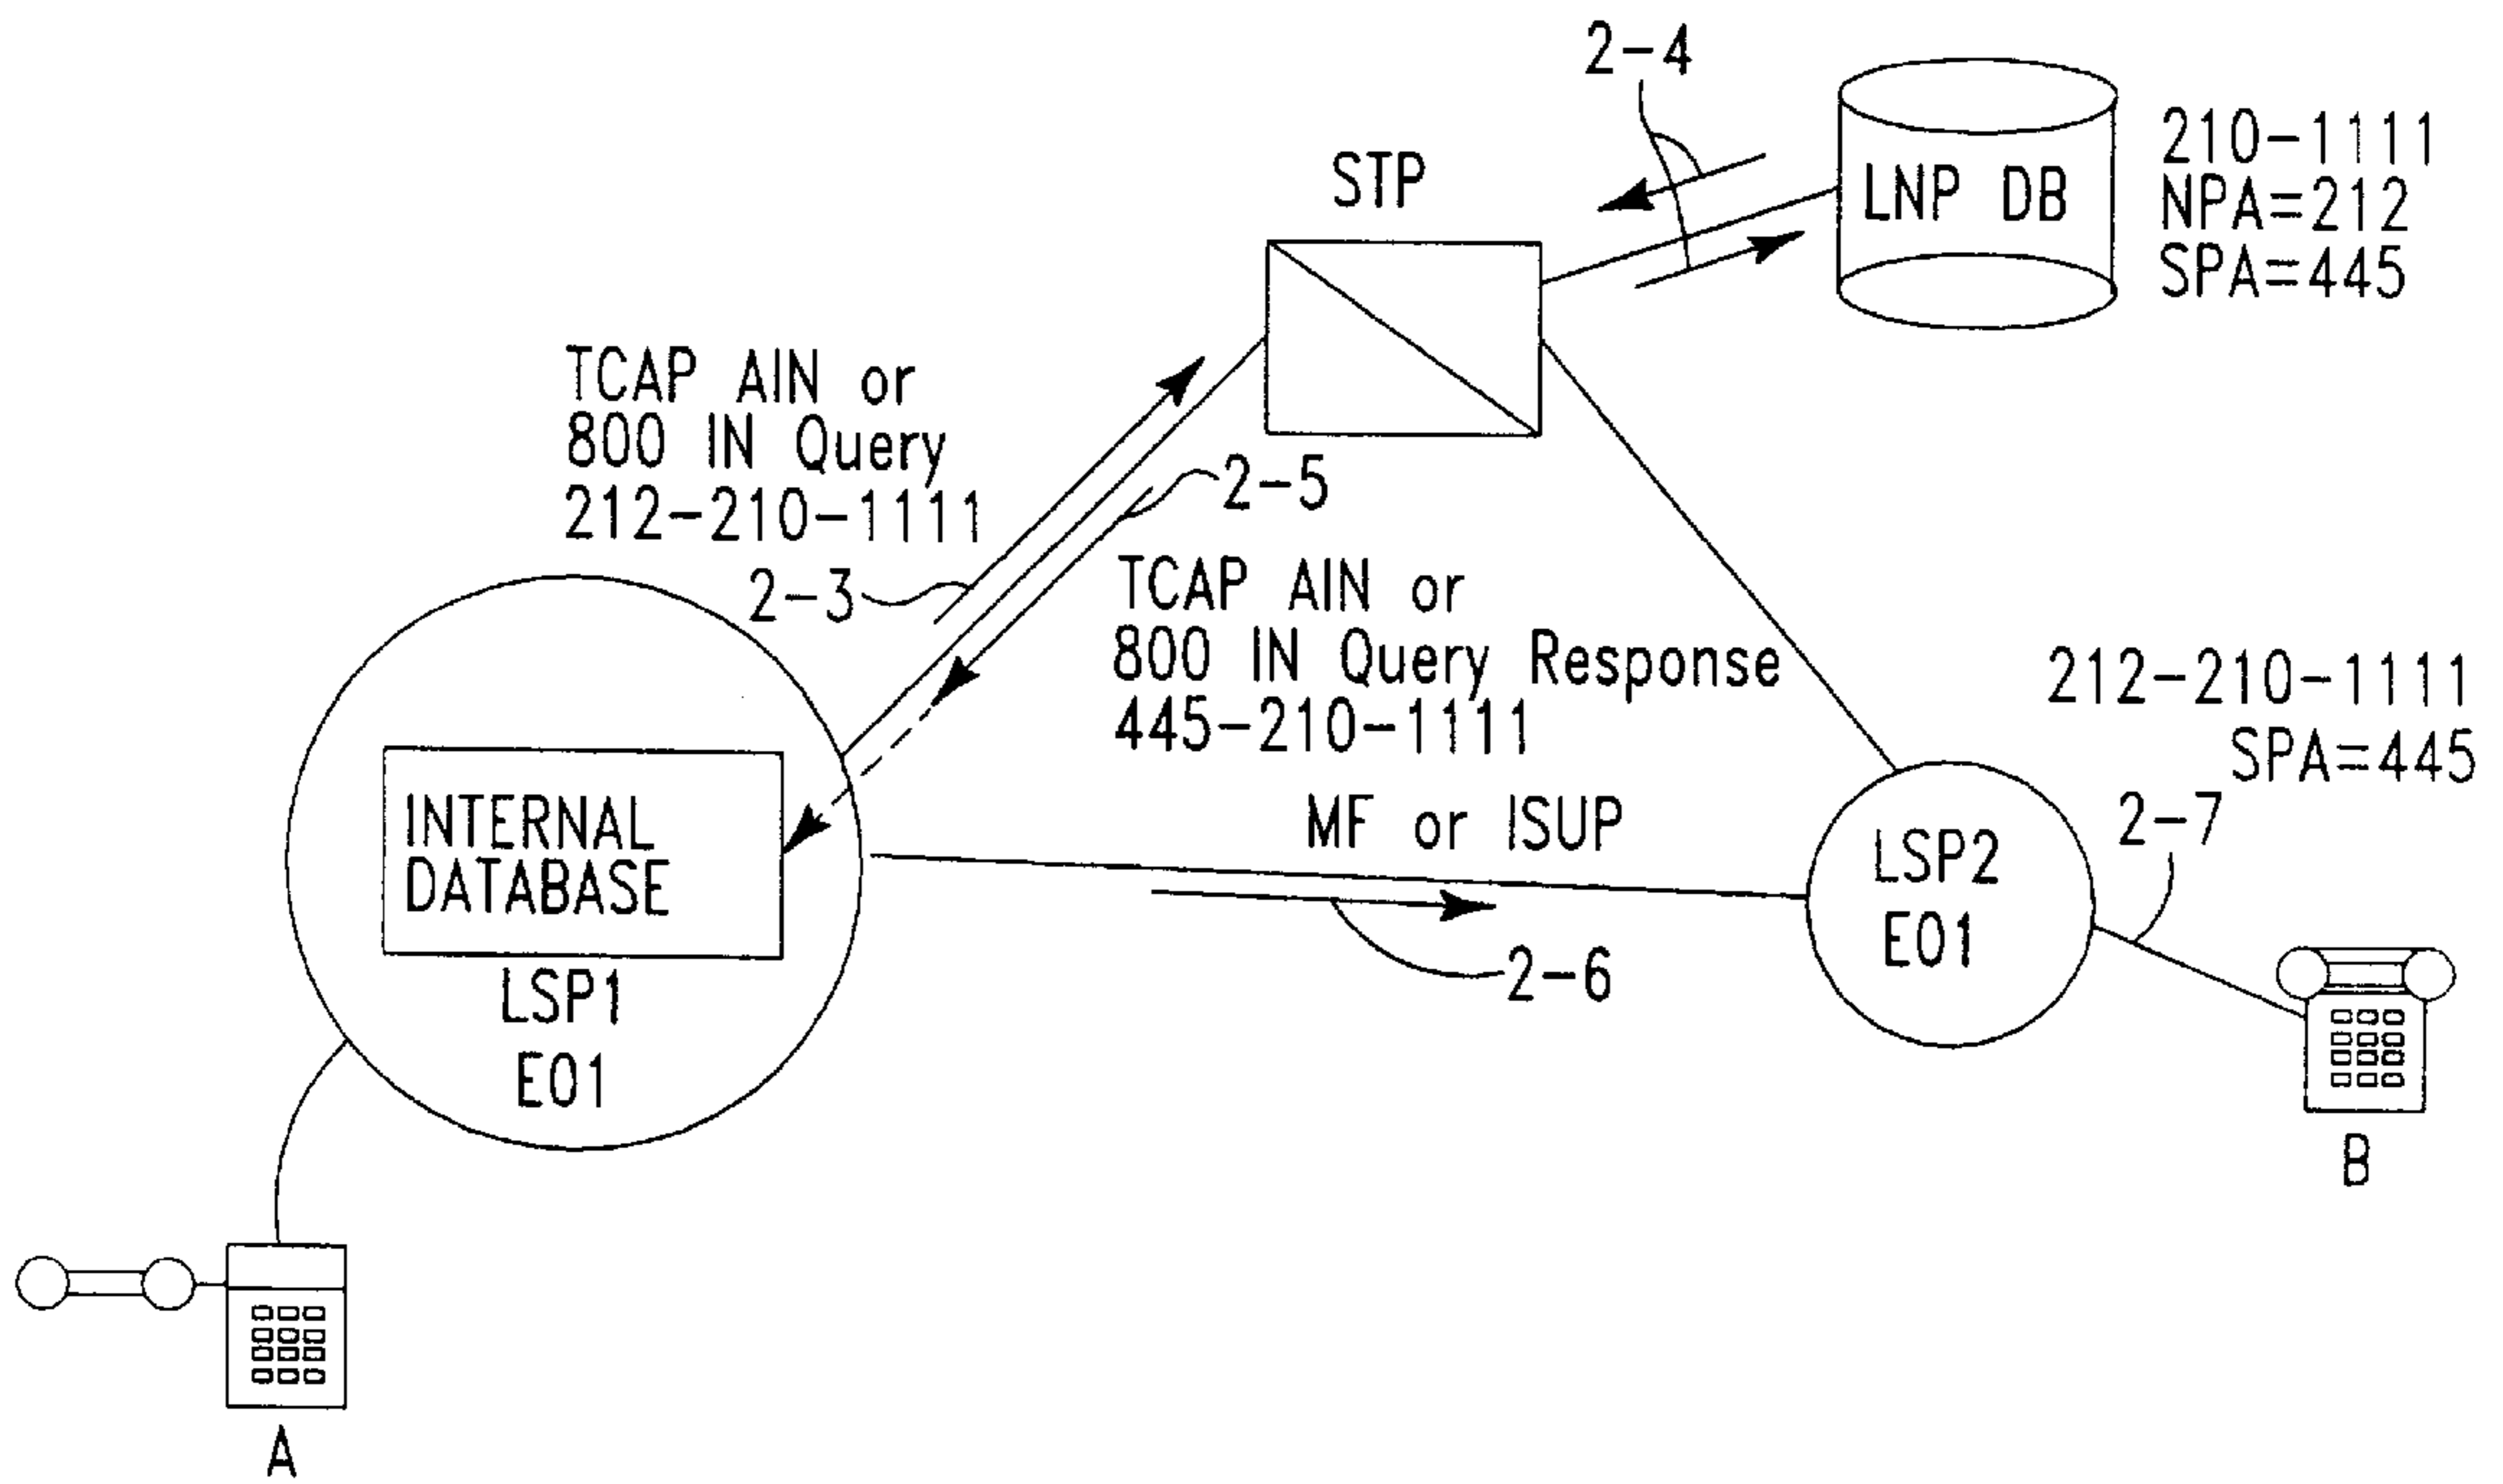 2-4
STP
LNP DB
210-1111
NPA=212
SPA=445
TCAP AIN or
800 IN Query
212-210-1111
2-3
2-5
TCAP AIN or
800 IN Query Response
445-210-1111
212-210-1111
SPA=445
2-7
INTERNAL
DATABASE
LSP1
EO1
MF or ISUP
2-6
LSP2
EO1
B
A